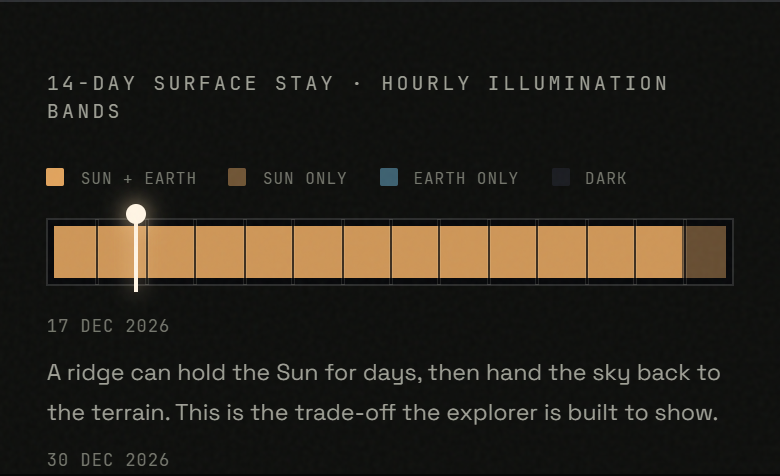 14-DAY SURFACE STAY · HOURLY ILLUMINATION
BANDS
SUN + EARTH SUN ONLY EARTH ONLY DARK
17 DEC 2026
A ridge can hold the Sun for days, then hand the sky back to
the terrain. This is the trade-off the explorer is built to show.
30 DEC 2026